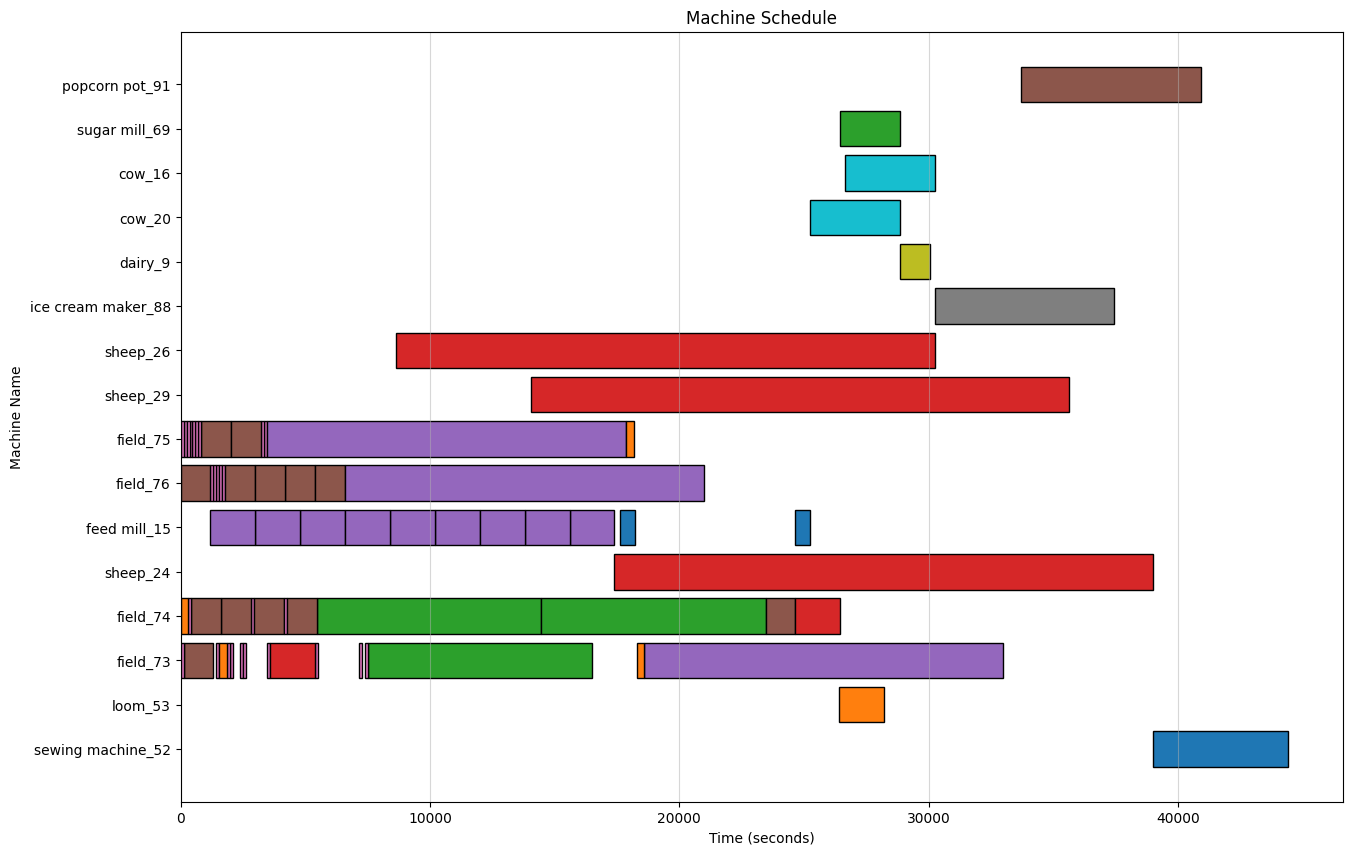 Machine Schedule
popcorn pot_91
sugar mill_69
cow_16
cow_20
dairy_9
ice cream maker_88
sheep_26
sheep_29
field_75
field_76
feed mill_15
sheep_24
field_74
field_73
loom_53
sewing machine_52
Machine Name
0 10000 20000 30000 40000
Time (seconds)